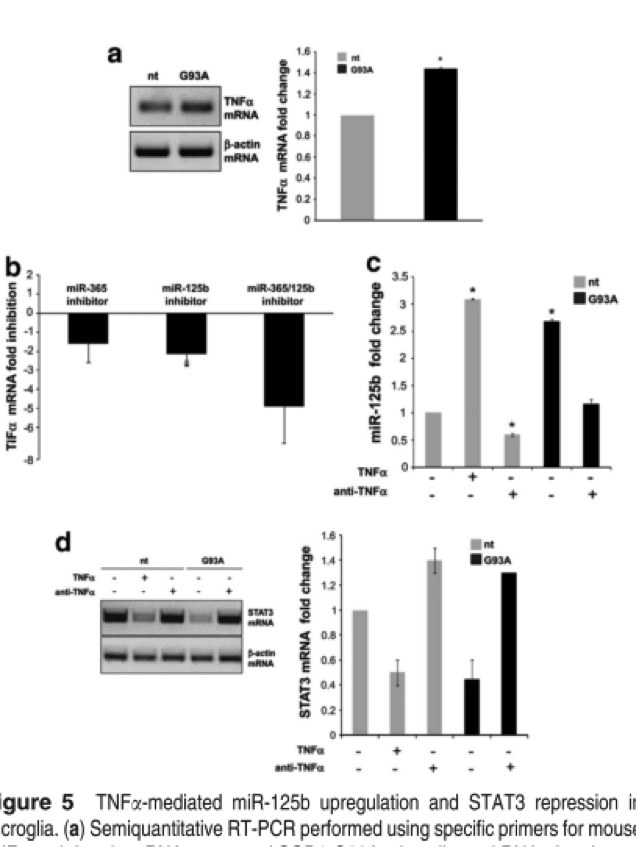 a
nt G93A
TNFα mRNA
β-actin mRNA
TNFα mRNA fold change
1.6
1.4
1.2
1
0.8
0.6
0.4
0.2
0
nt
G93A
*
b
TIFα mRNA fold inhibition
2
1
0
-1
-2
-3
-4
-5
-6
-8
miR-365 inhibitor
miR-125b inhibitor
miR-365/125b inhibitor
c
miR-125b fold change
3.5
3
2.5
2
1.5
1
0.5
0
nt
G93A
* * *
TNFα - + - - -
anti-TNFα - - + - +
d
nt G93A
TNFα - + - - -
anti-TNFα - - + - +
STAT3 mRNA
β-actin mRNA
STAT3 mRNA fold change
1.6
1.4
1.2
1
0.8
0.6
0.4
0.2
0
nt
G93A
TNFα - + - - -
anti-TNFα - - + - +
igure 5 TNFα-mediated miR-125b upregulation and STAT3 repression in
croglia. (a) Semiquantitative RT-PCR performed using specific primers for mouse